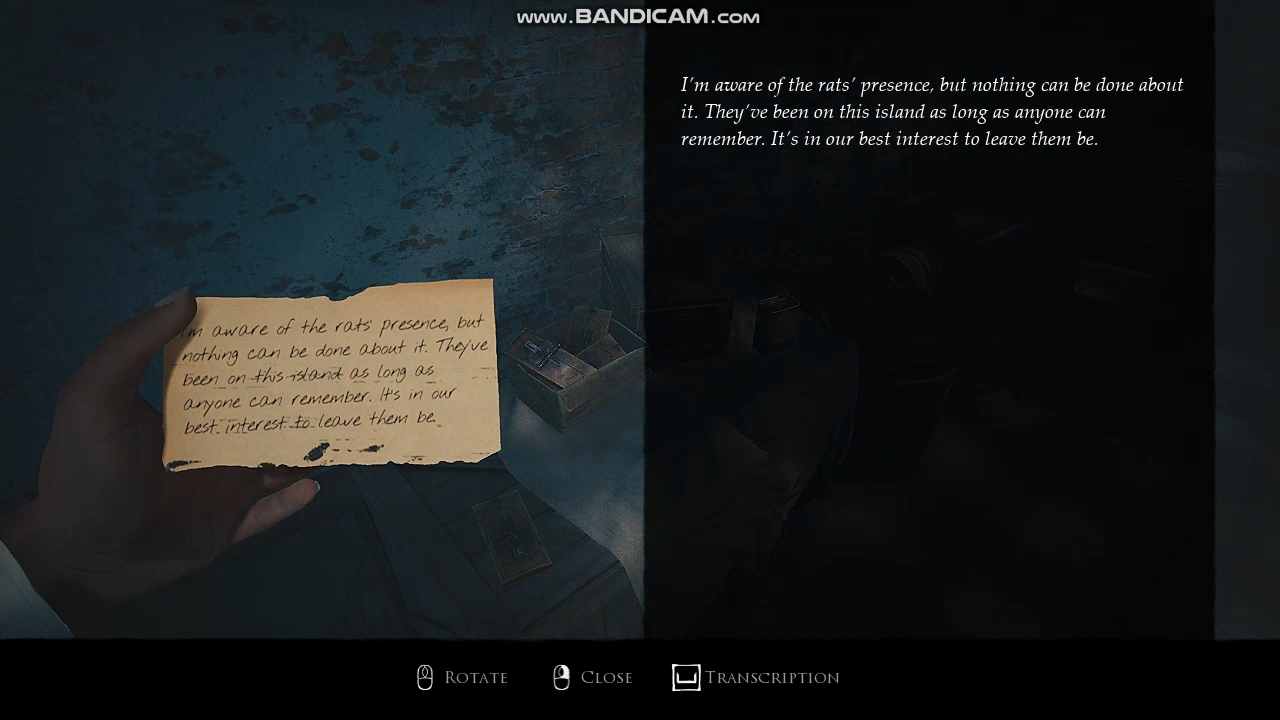 www.BANDICAM.com
I'm aware of the rats' presence, but nothing can be done about
it. They've been on this island as long as anyone can
remember. It's in our best interest to leave them be.
I'm aware of the rats' presence, but
nothing can be done about it. They've
been on this island as long as
anyone can remember. It's in our
best interest to leave them be.
Rotate
Close
Transcription